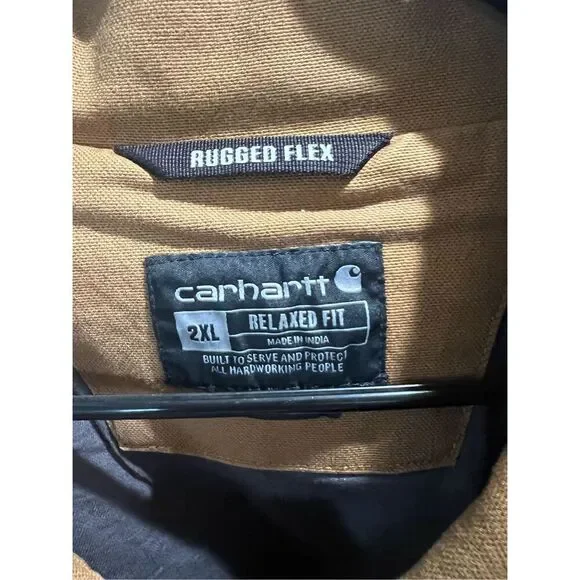 RUGGED FLEX
carhartt
2XL RELAXED FIT
MADE IN INDIA
BUILT TO SERVE AND PROTECT
ALL HARDWORKING PEOPLE